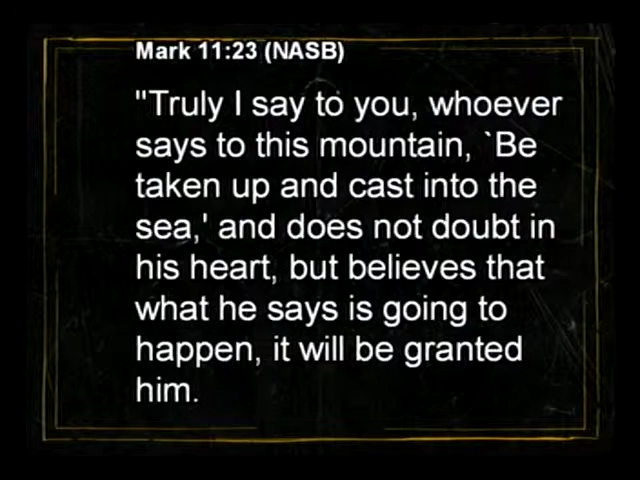 Mark 11:23 (NASB)
"Truly I say to you, whoever
says to this mountain, `Be
taken up and cast into the
sea,' and does not doubt in
his heart, but believes that
what he says is going to
happen, it will be granted
him.